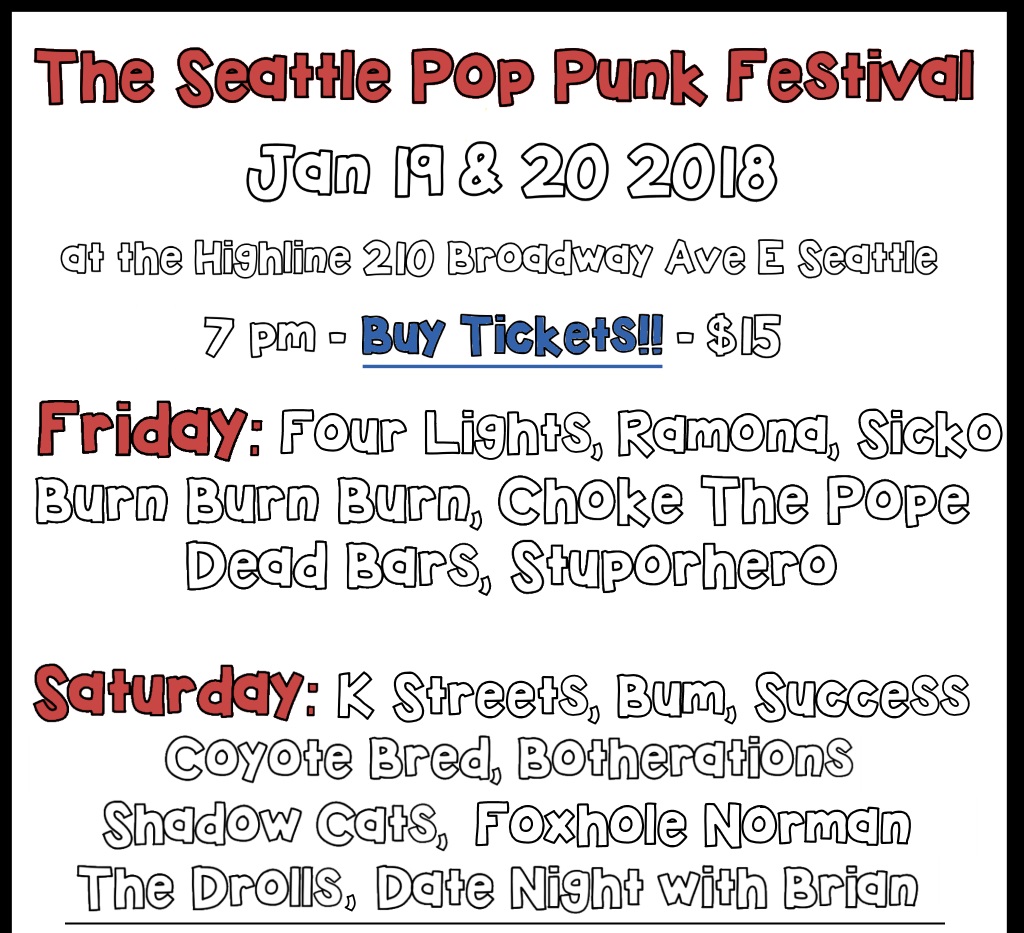 The Seattle Pop Punk Festival
Jan 19 & 20 2018
at the Highline 210 Broadway Ave E Seattle
7 pm - Buy Tickets!! - $15
Friday: Four Lights, Ramona, Sicko
Burn Burn Burn, Choke The Pope
Dead Bars, Stuporhero
Saturday: K Streets, Bum, Success
Coyote Bred, Botherations
Shadow Cats, Foxhole Norman
The Drolls, Date Night with Brian